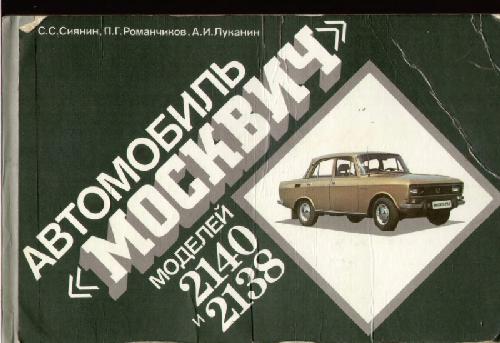 С.С.Сиянин, П.Г.Романчиков, А.И.Луканин
АВТОМОБИЛЬ
«МОСКВИЧ»
МОДЕЛЕЙ
2140
и 2138